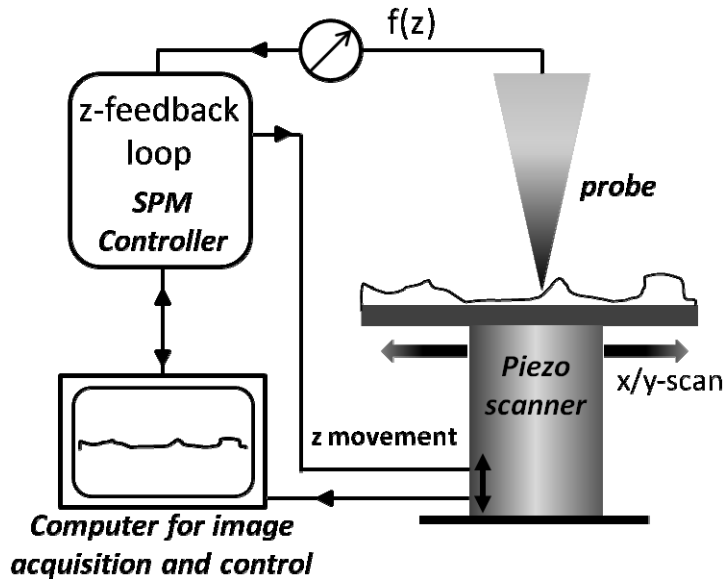 f(z)
z-feedback
loop
SPM
Controller
probe
Piezo
scanner
x/y-scan
z movement
Computer for image
acquisition and control